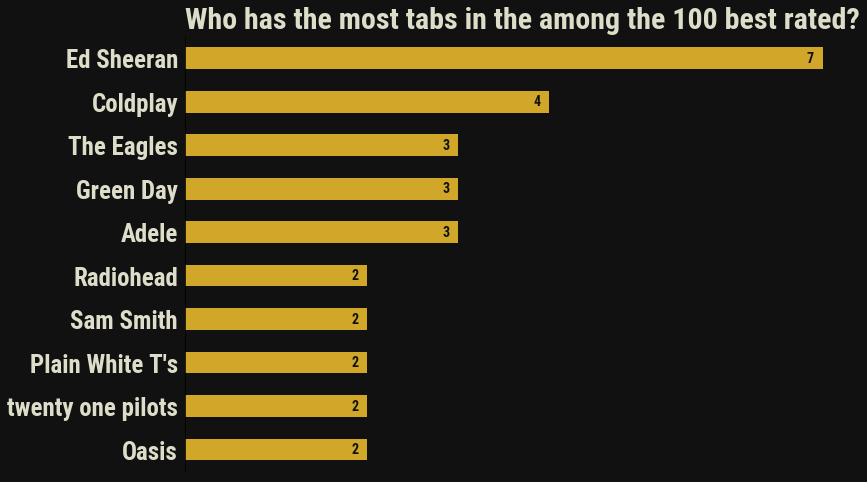 Who has the most tabs in the among the 100 best rated?
Ed Sheeran 7
Coldplay 4
The Eagles 3
Green Day 3
Adele 3
Radiohead 2
Sam Smith 2
Plain White T's 2
twenty one pilots 2
Oasis 2